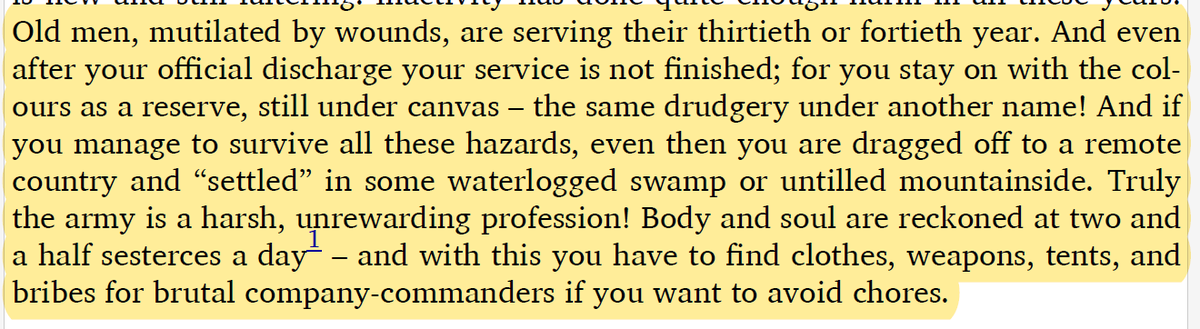 Old men, mutilated by wounds, are serving their thirtieth or fortieth year. And even
after your official discharge your service is not finished; for you stay on with the col-
ours as a reserve, still under canvas – the same drudgery under another name! And if
you manage to survive all these hazards, even then you are dragged off to a remote
country and “settled” in some waterlogged swamp or untilled mountainside. Truly
the army is a harsh, unrewarding profession! Body and soul are reckoned at two and
a half sesterces a day1 – and with this you have to find clothes, weapons, tents, and
bribes for brutal company-commanders if you want to avoid chores.